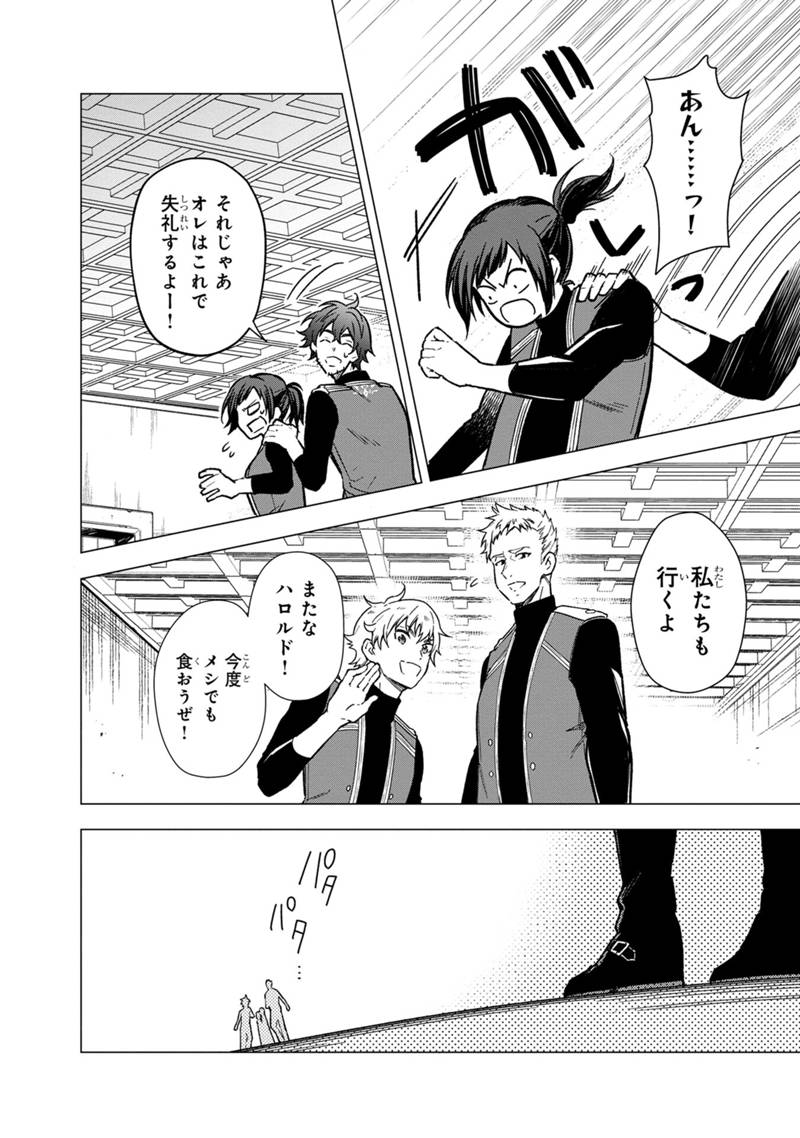 あん……っ！
ガッ
それじゃあ
オレはこれで
失礼するよー！
私たちも
行くよ
またな
ハロルド！
今度
メシでも
食おうぜ！
パタ
パタ…